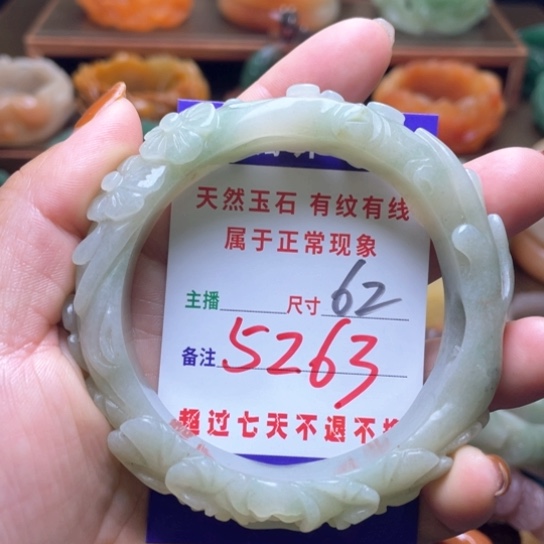 天然玉石 有纹有线
属于正常现象
主播 尺寸 62
备注 5263
超过七天不退不